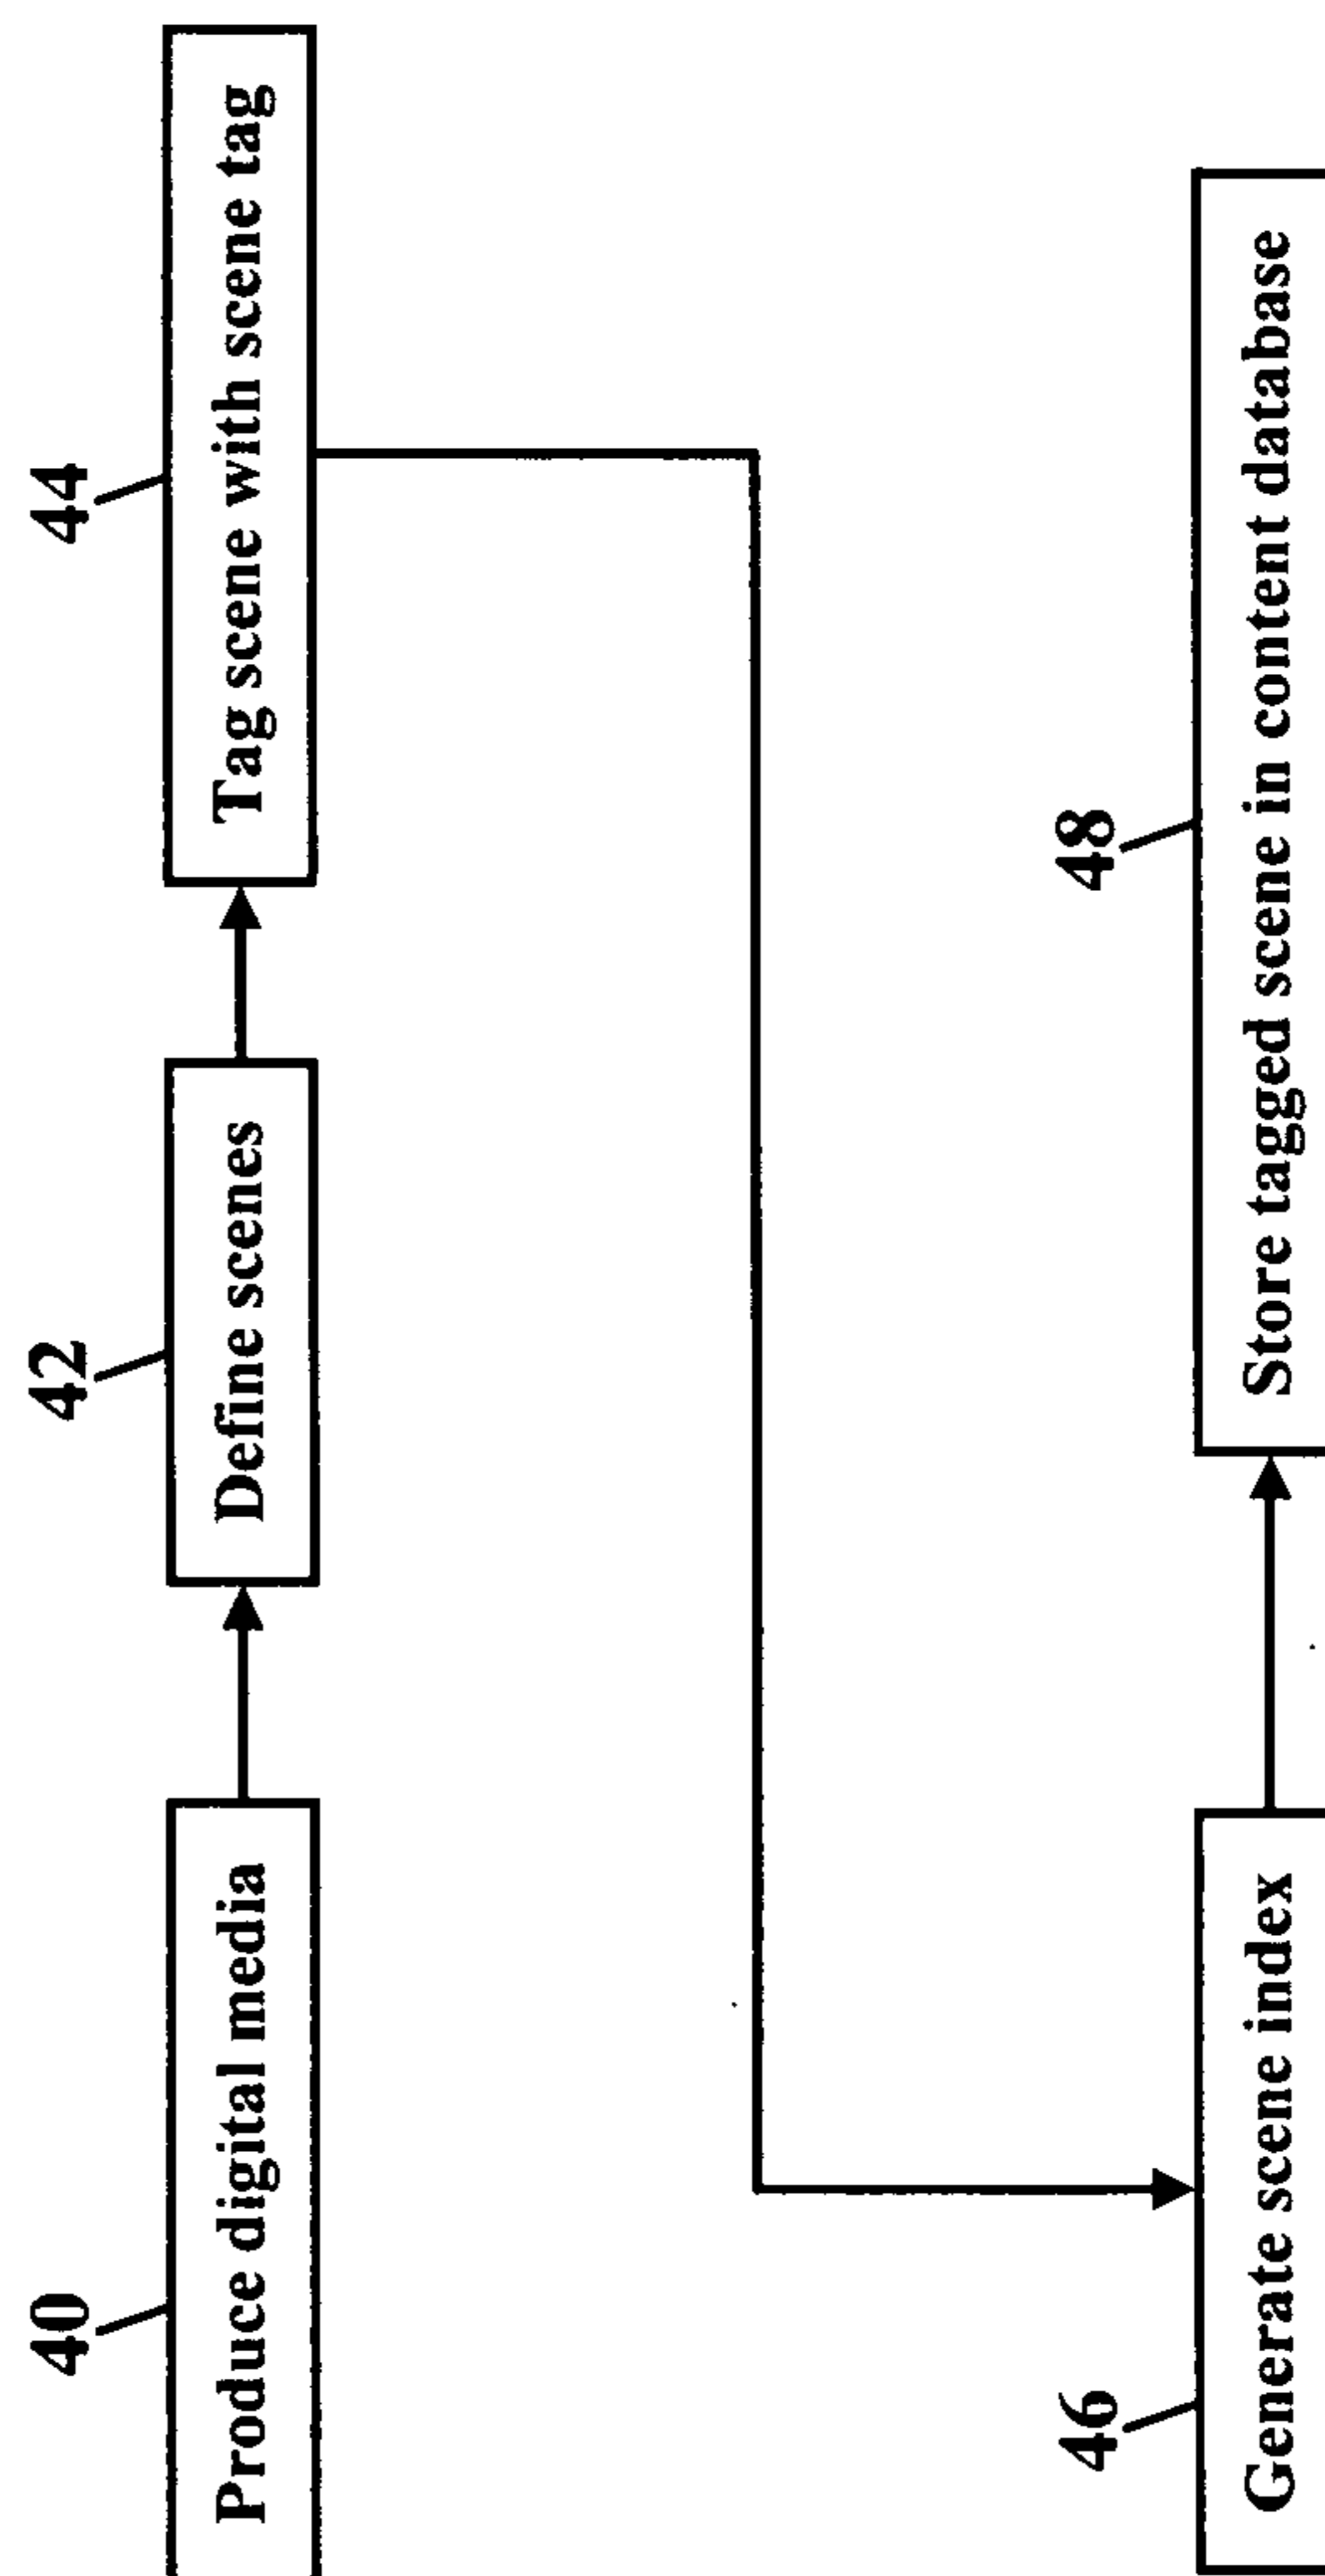 40
Produce digital media
42
Define scenes
44
Tag scene with scene tag
46
Generate scene index
48
Store tagged scene in content database